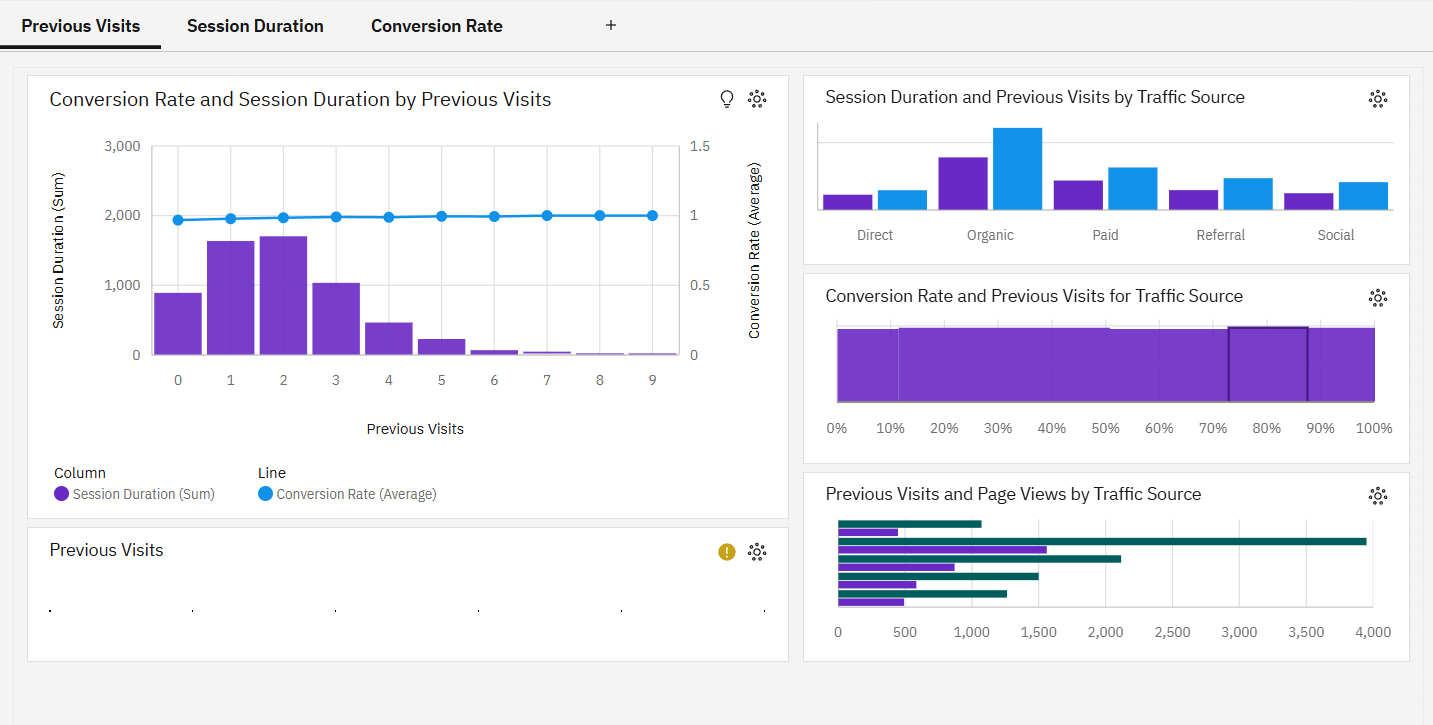 Previous Visits Session Duration Conversion Rate +
Conversion Rate and Session Duration by Previous Visits
3,000
2,000
1,000
0
Session Duration (Sum)
1.5
1
0.5
0
Conversion Rate (Average)
0 1 2 3 4 5 6 7 8 9
Previous Visits
Column Line
Session Duration (Sum) Conversion Rate (Average)
Previous Visits
!
Session Duration and Previous Visits by Traffic Source
Direct Organic Paid Referral Social
Conversion Rate and Previous Visits for Traffic Source
0% 10% 20% 30% 40% 50% 60% 70% 80% 90% 100%
Previous Visits and Page Views by Traffic Source
0 500 1,000 1,500 2,000 2,500 3,000 3,500 4,000